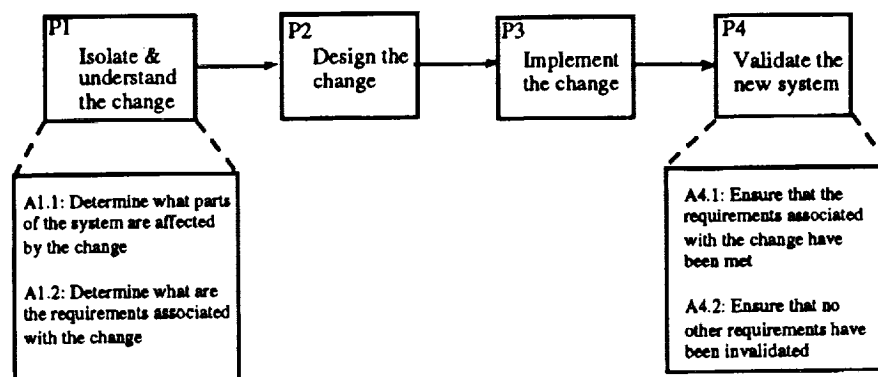 P1
Isolate &
understand
the change
P2
Design the
change
P3
Implement
the change
P4
Validate the
new system
A1.1: Determine what parts
of the system are affected
by the change
A1.2: Determine what are
the requirements associated
with the change
A4.1: Ensure that the
requirements associated
with the change have
been met
A4.2: Ensure that no
other requirements have
been invalidated